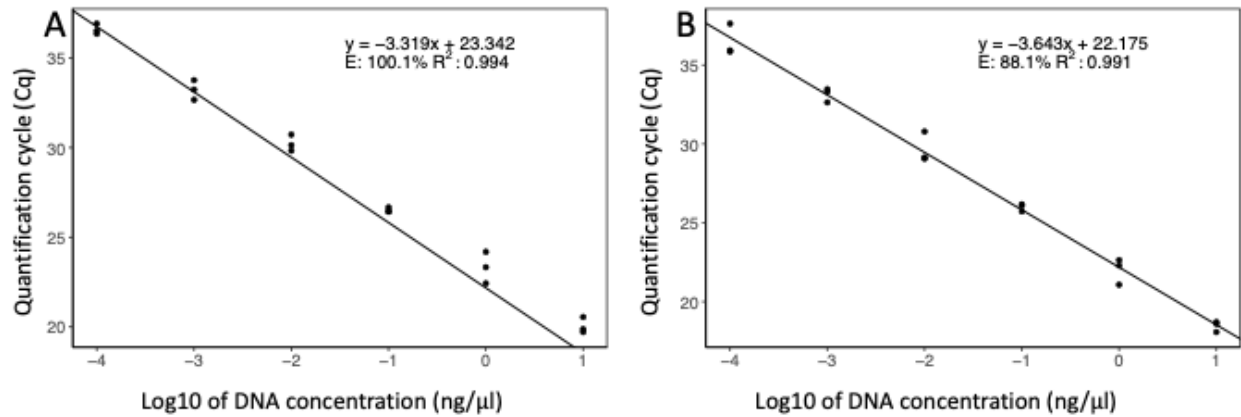 A
y = −3.319x + 23.342
E: 100.1% R² : 0.994
Quantification cycle (Cq)
35
30
25
20
−4 −3 −2 −1 0 1
Log10 of DNA concentration (ng/µl)
B
y = −3.643x + 22.175
E: 88.1% R² : 0.991
Quantification cycle (Cq)
35
30
25
20
−4 −3 −2 −1 0 1
Log10 of DNA concentration (ng/µl)